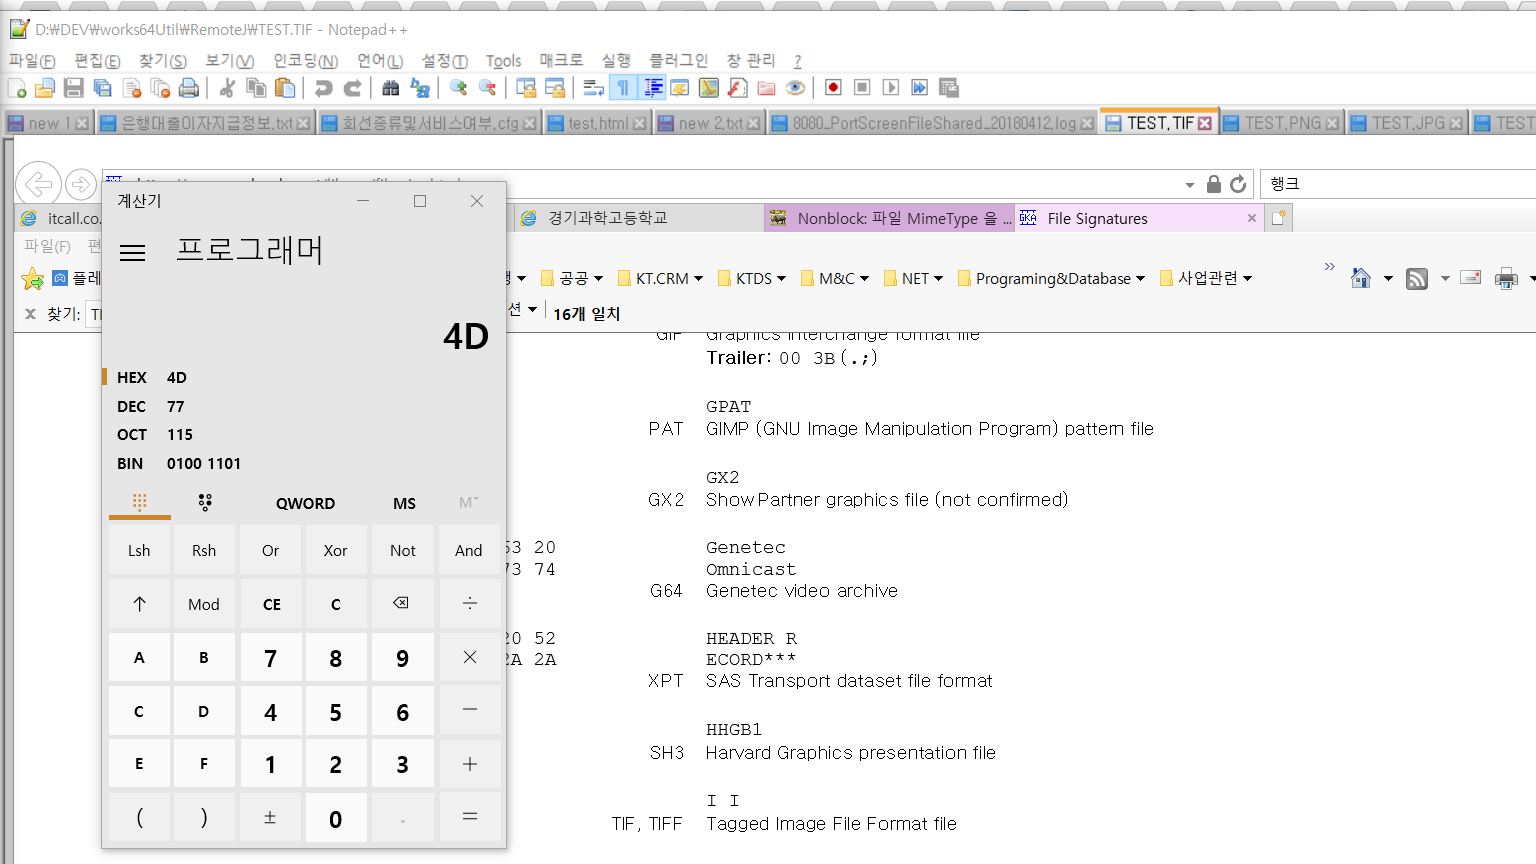 D:₩DEV₩works64Util₩RemoteJ₩TEST.TIF - Notepad++
파일(F) 편집(E) 찾기(S) 보기(V) 인코딩(N) 언어(L) 설정(T) Tools 매크로 실행 플러그인 창 관리 ?
new 1 은행대출이자지급정보.txt 회선종류및서비스여부.cfg test.html new 2.txt 8080_PortScreenFileShared_20180412.log TEST.TIF TEST.PNG TEST.JPG TEST
행크
itcall.co. 경기과학고등학교 Nonblock: 파일 MimeType 을 ... File Signatures
파일(F) 편
플레 공공 KT.CRM KTDS M&C NET Programing&Database 사업관련
찾기: 션 16개 일치
계산기
프로그래머
4D
HEX 4D
DEC 77
OCT 115
BIN 0100 1101
QWORD MS M
Lsh Rsh Or Xor Not And
↑ Mod CE C ÷
A B 7 8 9 ×
C D 4 5 6 −
E F 1 2 3 +
( ) ± 0 . =
GIF Graphics interchange format file
Trailer: 00 3B (.;)
GPAT
PAT GIMP (GNU Image Manipulation Program) pattern file
GX2
GX2 Show Partner graphics file (not confirmed)
53 20 Genetec
73 74 Omnicast
G64 Genetec video archive
20 52 HEADER R
2A 2A ECORD***
XPT SAS Transport dataset file format
HHGB1
SH3 Harvard Graphics presentation file
I I
TIF, TIFF Tagged Image File Format file